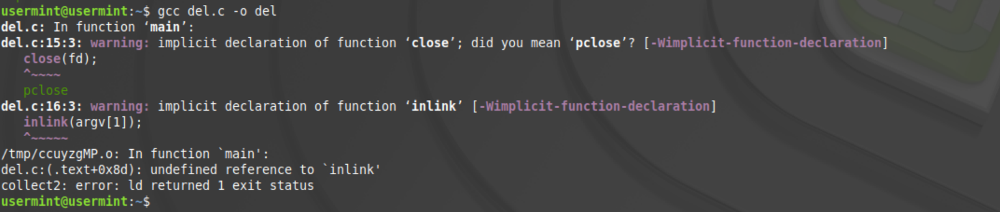 usermint@usermint:~$ gcc del.c -o del
del.c: In function ‘main’:
del.c:15:3: warning: implicit declaration of function ‘close’; did you mean ‘pclose’? [-Wimplicit-function-declaration]
   close(fd);
   ^~~~~
   pclose
del.c:16:3: warning: implicit declaration of function ‘inlink’ [-Wimplicit-function-declaration]
   inlink(argv[1]);
   ^~~~~~
/tmp/ccuyzgMP.o: In function `main':
del.c:(.text+0x8d): undefined reference to `inlink'
collect2: error: ld returned 1 exit status
usermint@usermint:~$